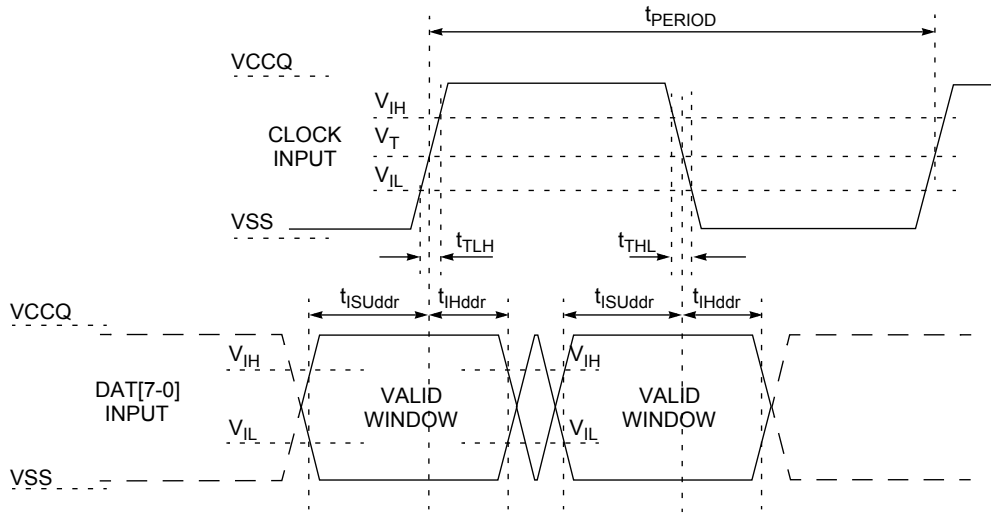 tPERIOD
VCCQ
VIH
CLOCK
INPUT
VT
VIL
VSS
tTLH
tTHL
VCCQ
tISUddr
tIHddr
tISUddr
tIHddr
VIH
VIH
DAT[7-0]
INPUT
VALID
WINDOW
VALID
WINDOW
VIL
VIL
VSS